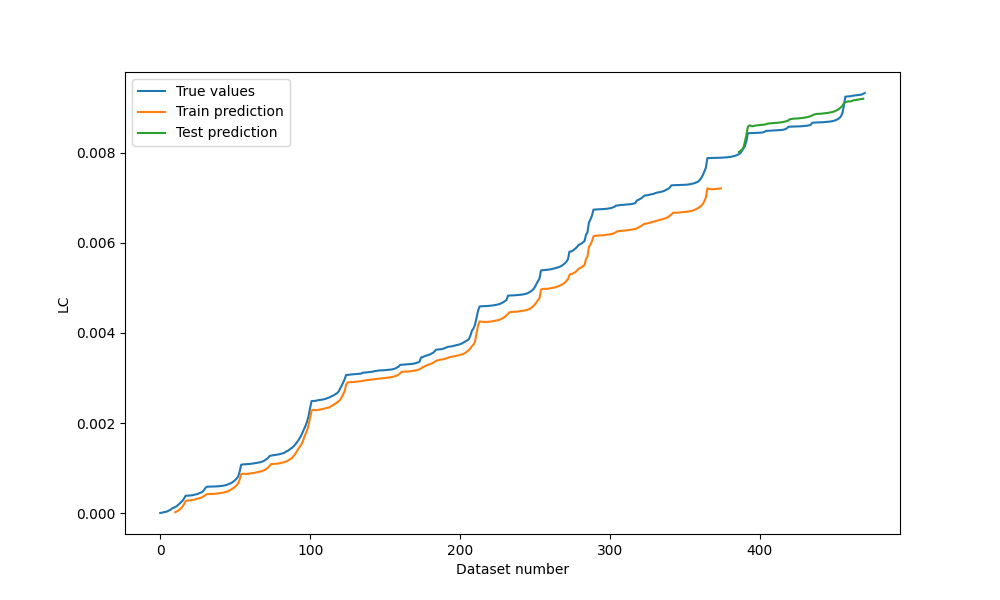 True values
Train prediction
Test prediction
0.008
0.006
0.004
0.002
0.000
LC
0 100 200 300 400
Dataset number